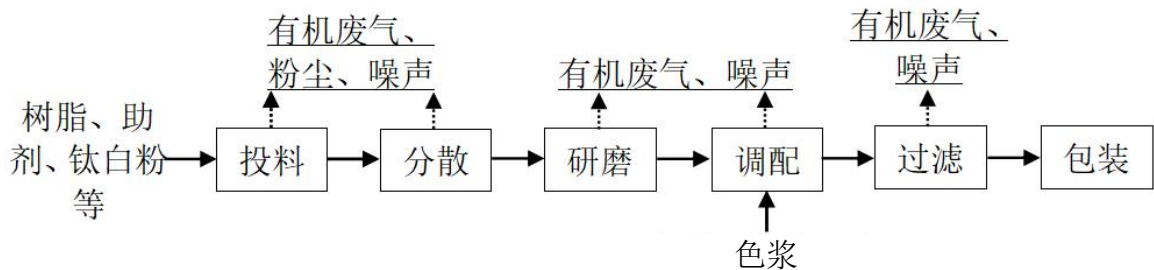 有机废气、
粉尘、噪声
有机废气、噪声
有机废气、
噪声
树脂、助
剂、钛白粉
等
投料
分散
研磨
调配
过滤
包装
色浆